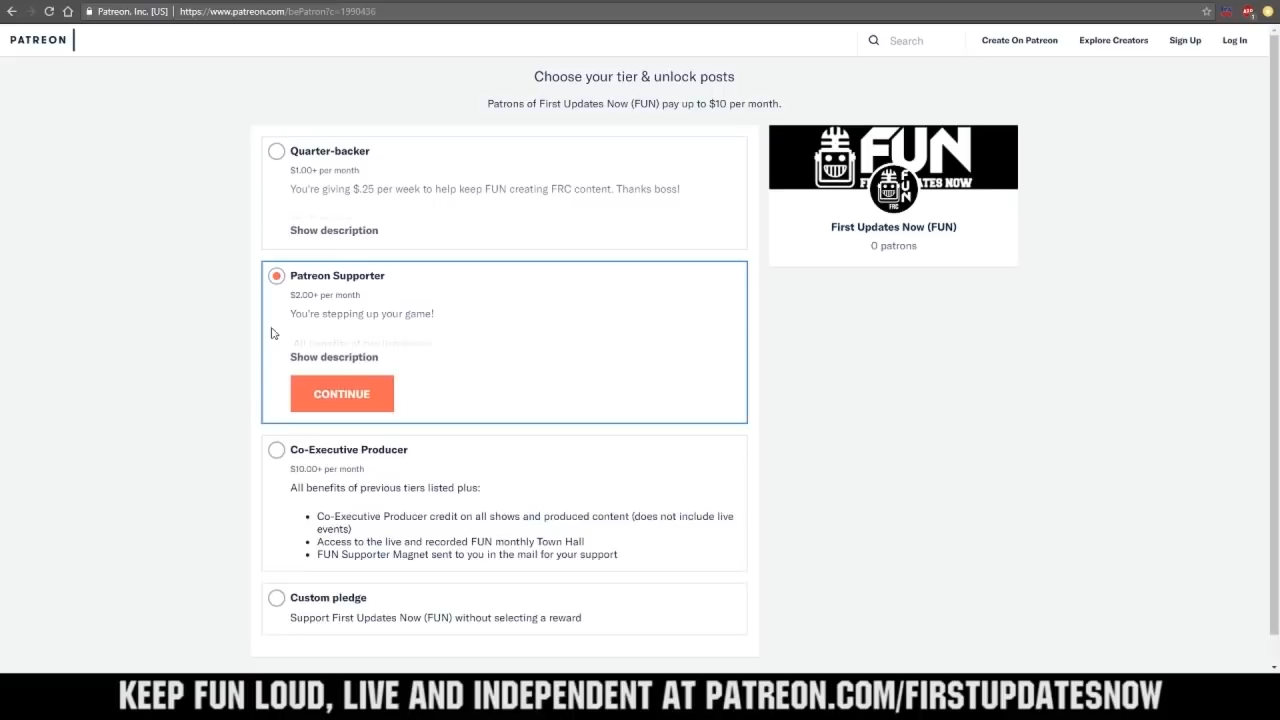 Patreon, Inc. [US] | https://www.patreon.com/bePatron?c=1990436
PATREON
Search
Create On Patreon
Explore Creators
Sign Up
Log In
Choose your tier & unlock posts
Patrons of First Updates Now (FUN) pay up to $10 per month.
Quarter-backer
$1.00+ per month
You're giving $.25 per week to help keep FUN creating FRC content. Thanks boss!
Show description
Patreon Supporter
$2.00+ per month
You're stepping up your game!
Show description
CONTINUE
Co-Executive Producer
$10.00+ per month
All benefits of previous tiers listed plus:
• Co-Executive Producer credit on all shows and produced content (does not include live
events)
• Access to the live and recorded FUN monthly Town Hall
• FUN Supporter Magnet sent to you in the mail for your support
Custom pledge
Support First Updates Now (FUN) without selecting a reward
FUN
FUN
FRC
First Updates Now (FUN)
0 patrons
KEEP FUN LOUD, LIVE AND INDEPENDENT AT PATREON.COM/FIRSTUPDATESNOW